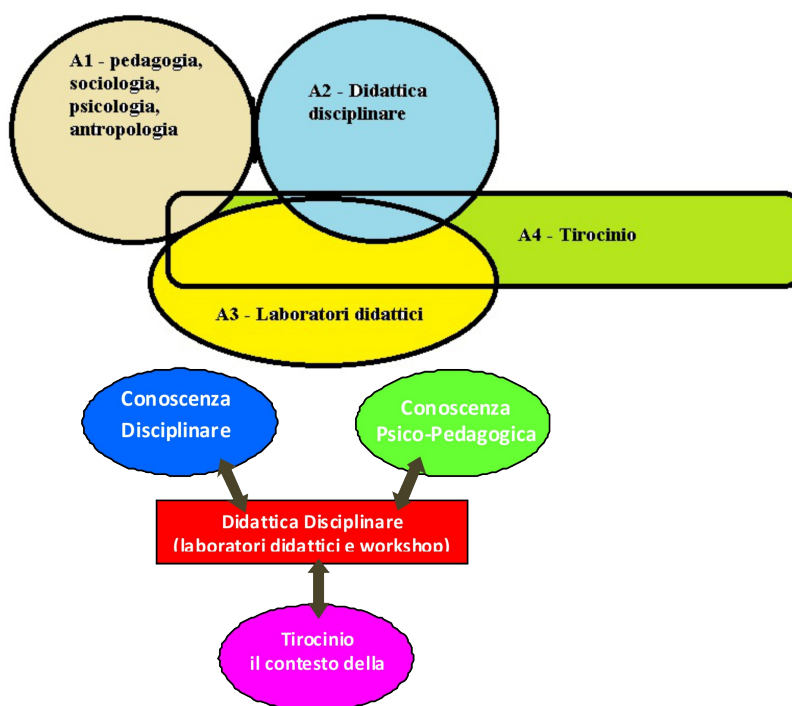 A1 - pedagogia,
sociologia,
psicologia,
antropologia
A2 - Didattica
disciplinare
A4 - Tirocinio
A3 - Laboratori didattici
Conoscenza
Disciplinare
Conoscenza
Psico-Pedagogica
Didattica Disciplinare
(laboratori didattici e workshop)
Tirocinio
il contesto della